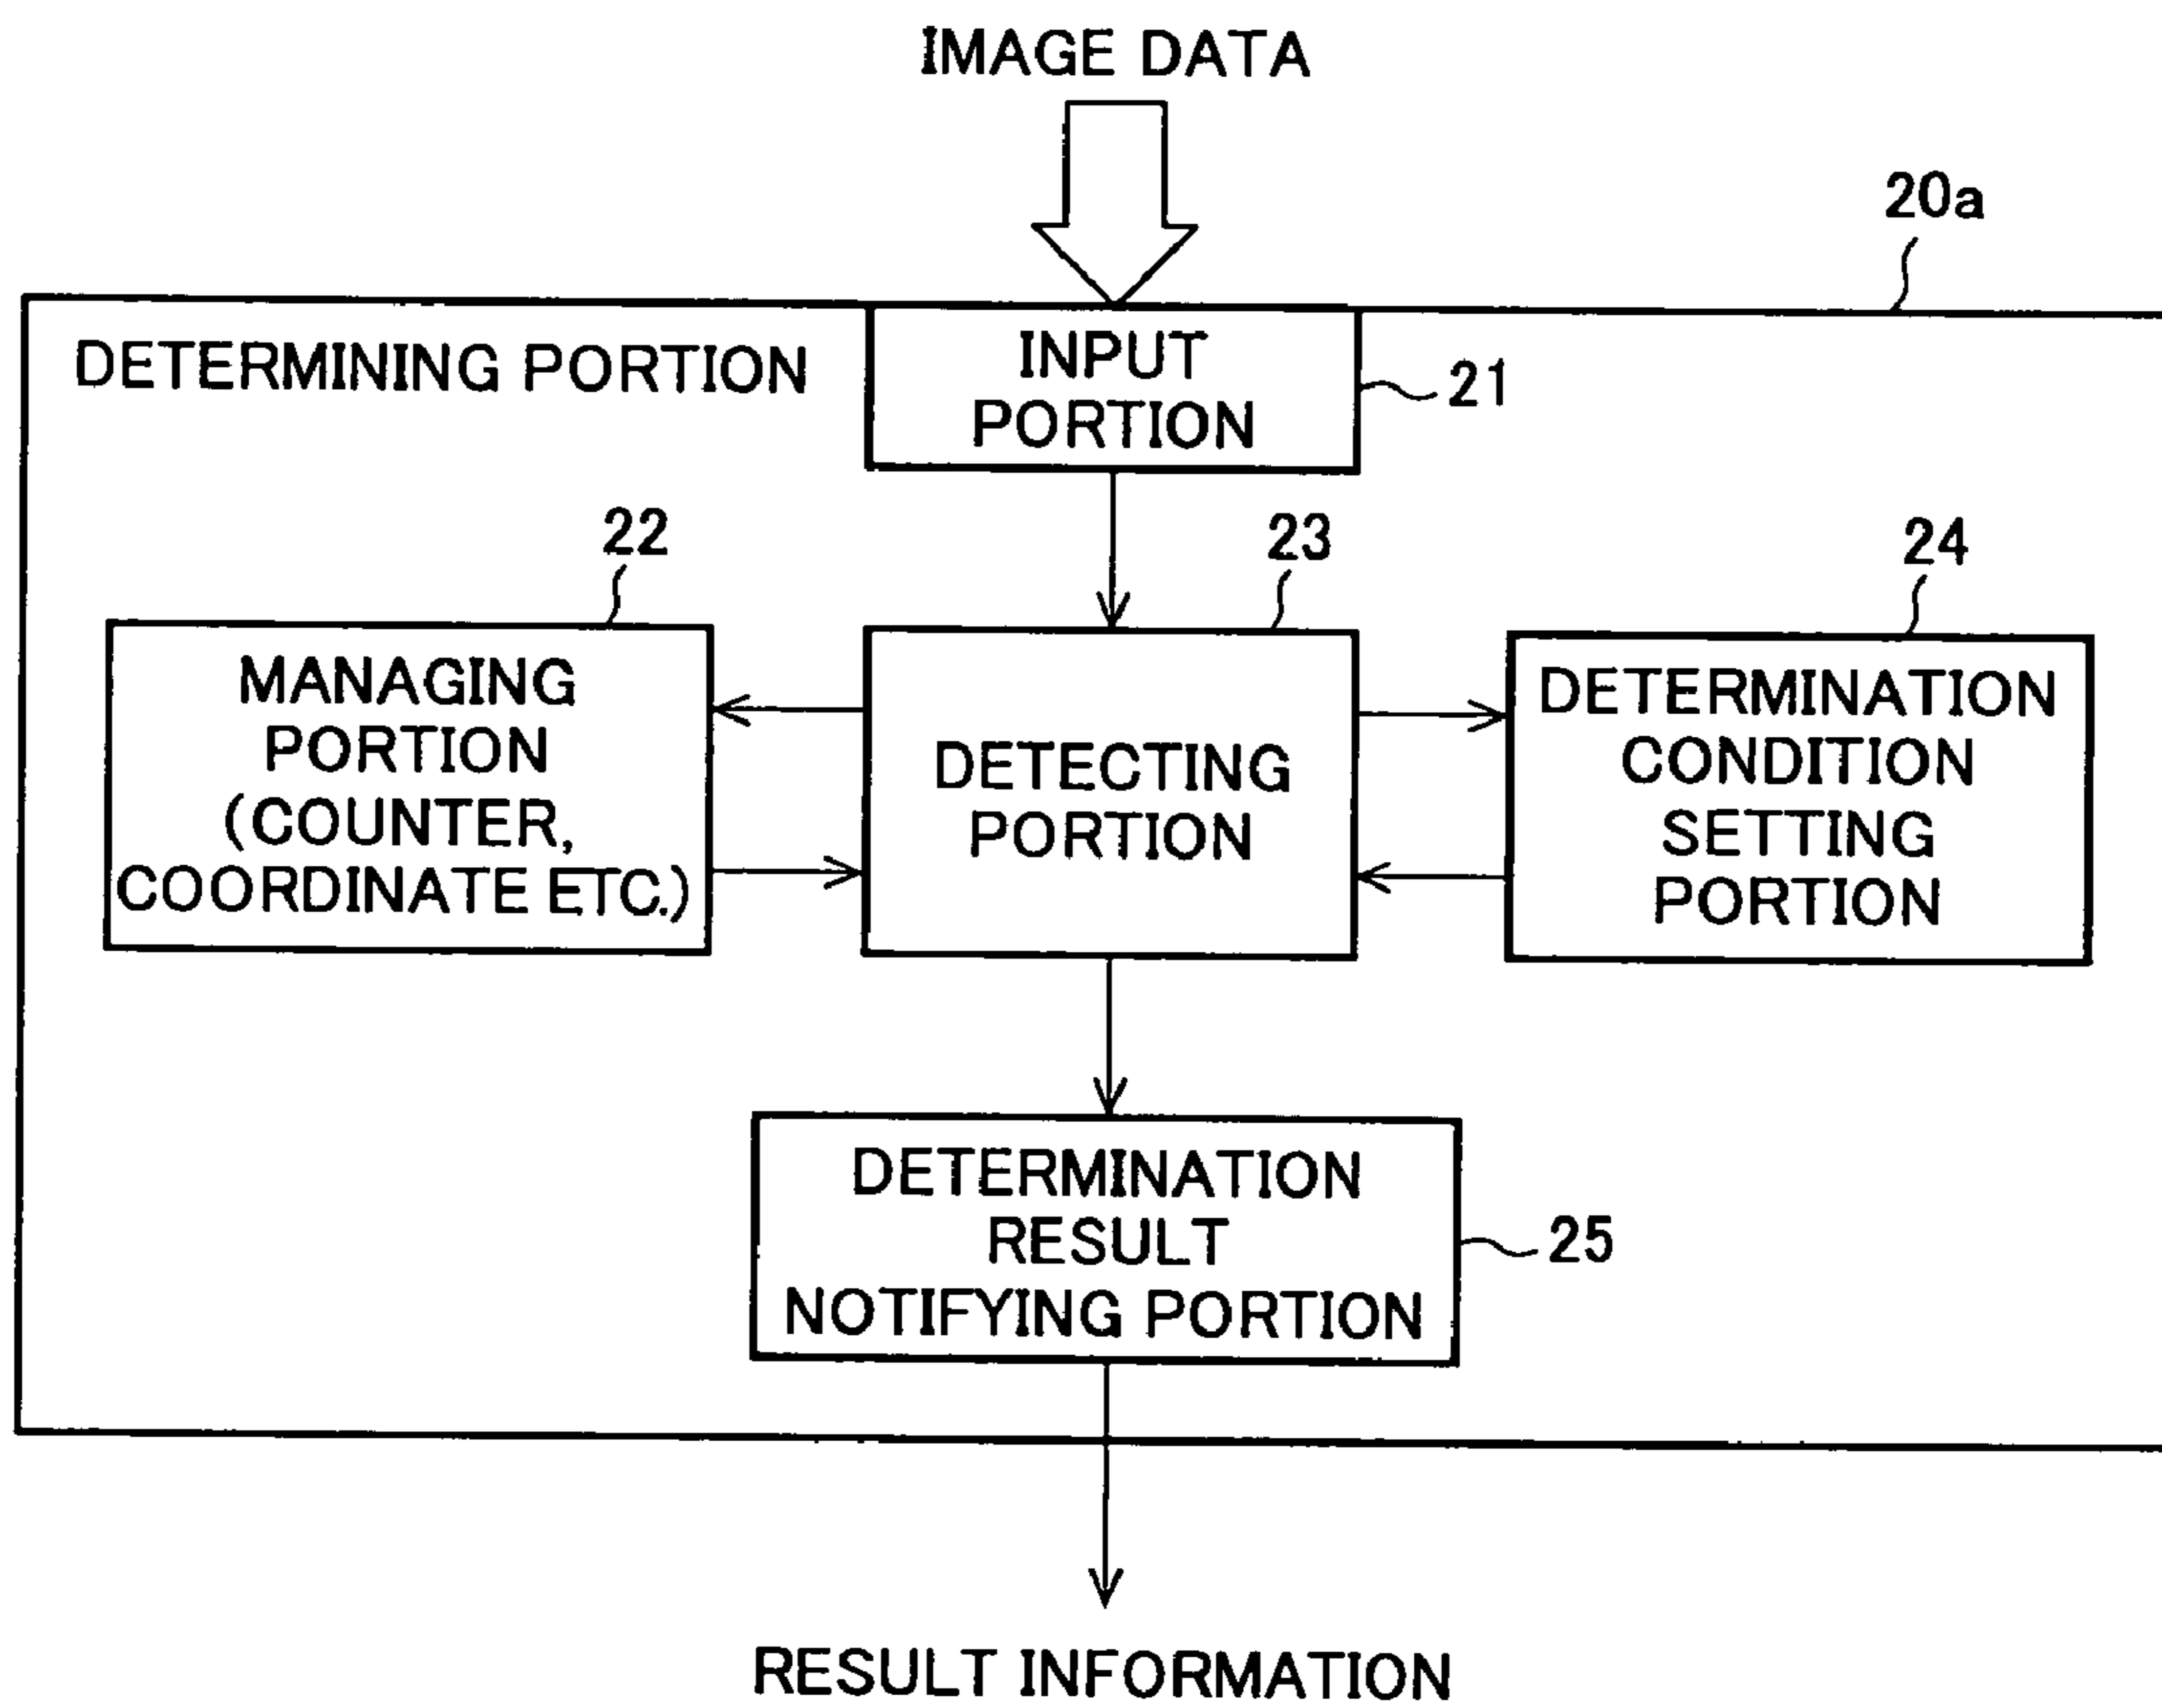 IMAGE DATA
20a
DETERMINING PORTION
INPUT
PORTION
21
22
23
24
MANAGING
PORTION
(COUNTER,
COORDINATE ETC.)
DETECTING
PORTION
DETERMINATION
CONDITION
SETTING
PORTION
DETERMINATION
RESULT
NOTIFYING PORTION
25
RESULT INFORMATION